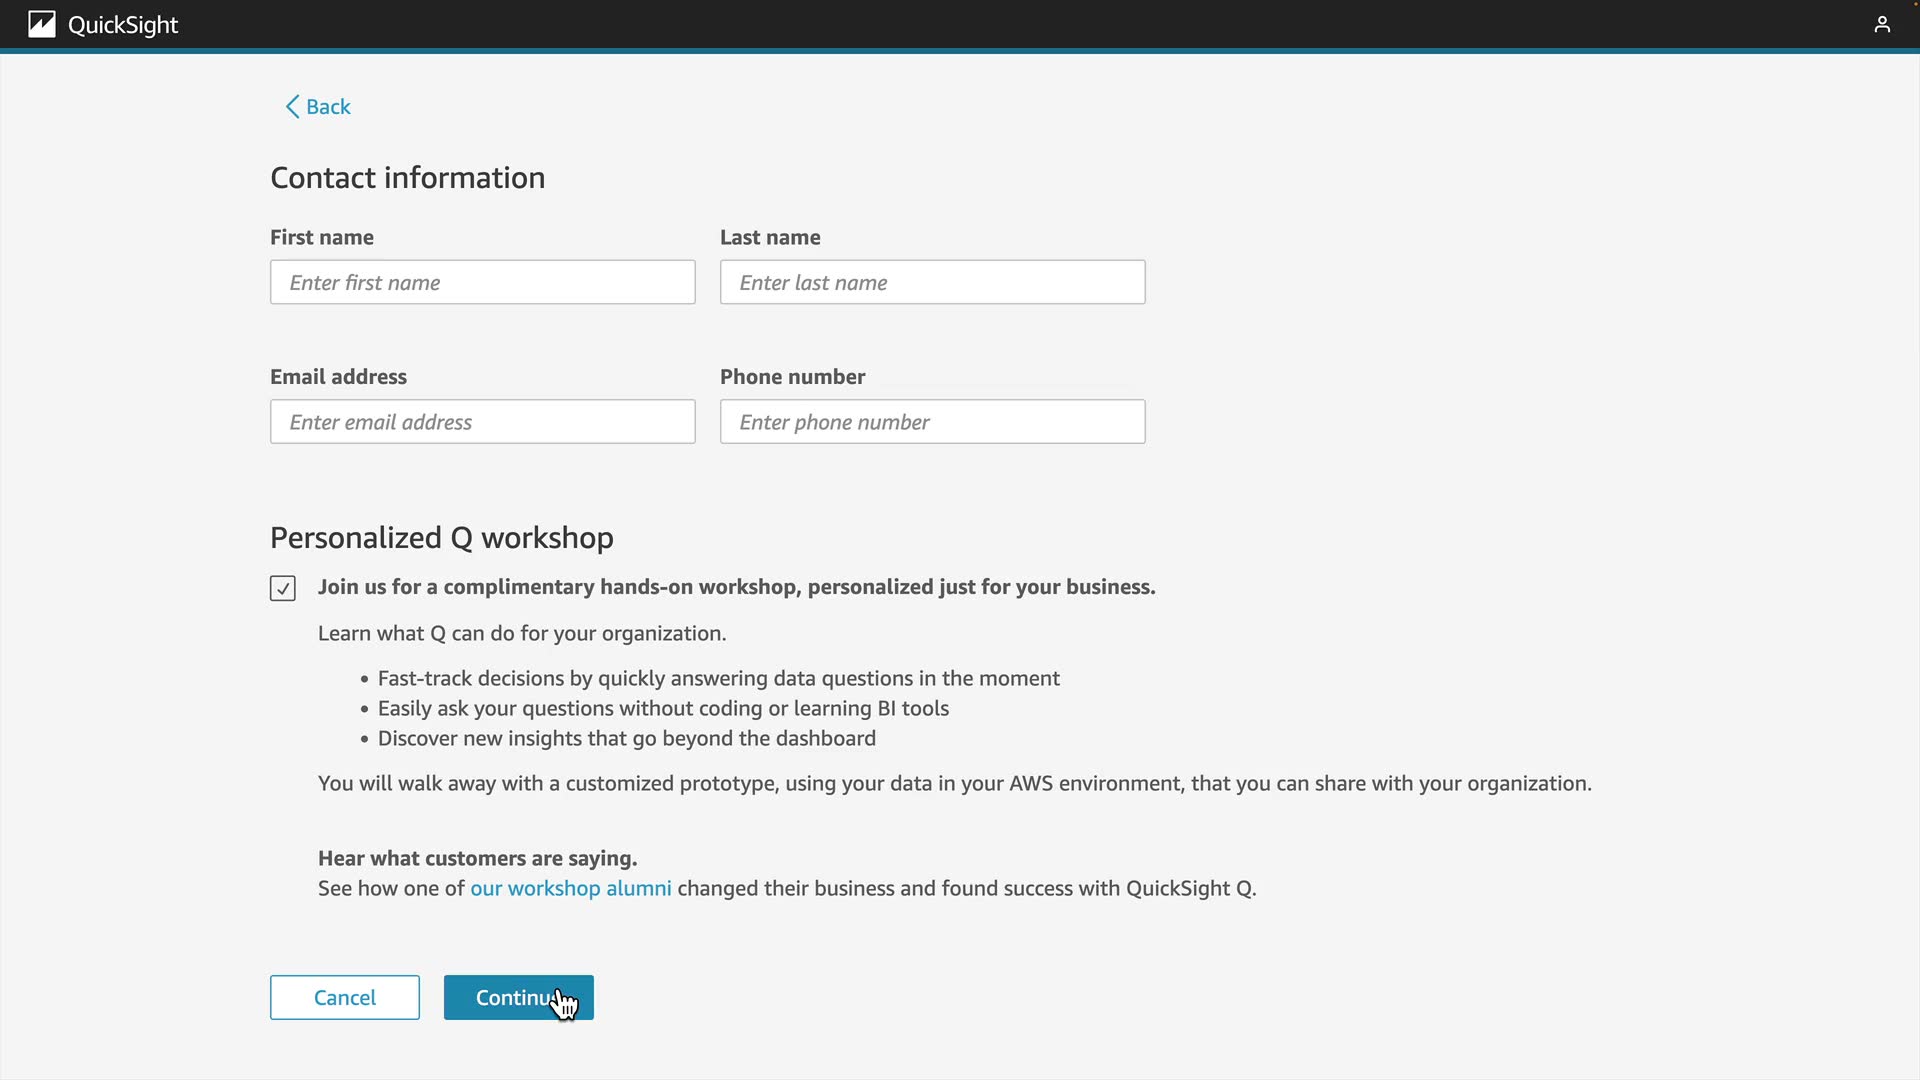 QuickSight
Back
Contact information
First name
Last name
Enter first name
Enter last name
Email address
Phone number
Enter email address
Enter phone number
Personalized Q workshop
Join us for a complimentary hands-on workshop, personalized just for your business.
Learn what Q can do for your organization.
• Fast-track decisions by quickly answering data questions in the moment
• Easily ask your questions without coding or learning BI tools
• Discover new insights that go beyond the dashboard
You will walk away with a customized prototype, using your data in your AWS environment, that you can share with your organization.
Hear what customers are saying.
See how one of our workshop alumni changed their business and found success with QuickSight Q.
Cancel
Continue